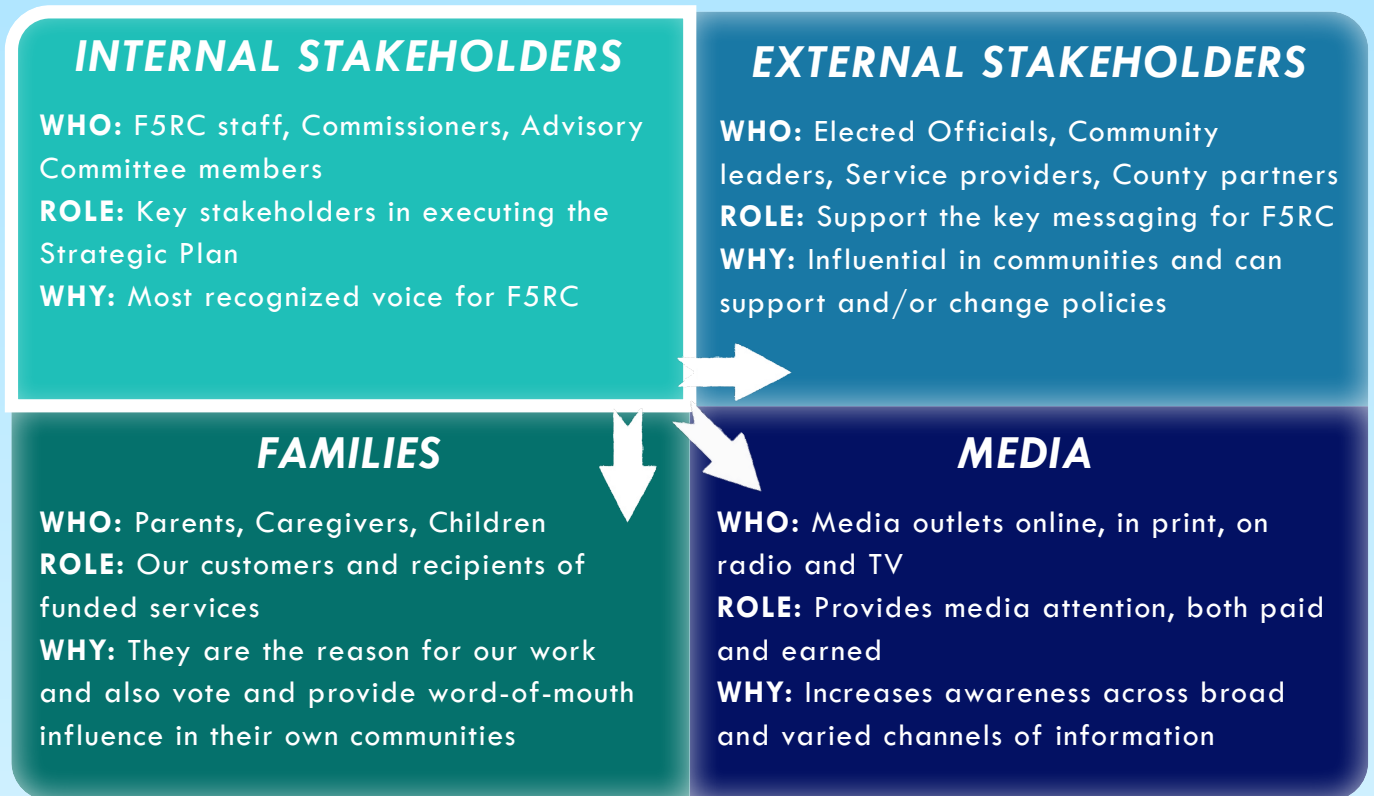 INTERNAL STAKEHOLDERS
WHO: F5RC staff, Commissioners, Advisory
Committee members
ROLE: Key stakeholders in executing the
Strategic Plan
WHY: Most recognized voice for F5RC
EXTERNAL STAKEHOLDERS
WHO: Elected Officials, Community
leaders, Service providers, County partners
ROLE: Support the key messaging for F5RC
WHY: Influential in communities and can
support and/or change policies
FAMILIES
WHO: Parents, Caregivers, Children
ROLE: Our customers and recipients of
funded services
WHY: They are the reason for our work
and also vote and provide word-of-mouth
influence in their own communities
MEDIA
WHO: Media outlets online, in print, on
radio and TV
ROLE: Provides media attention, both paid
and earned
WHY: Increases awareness across broad
and varied channels of information